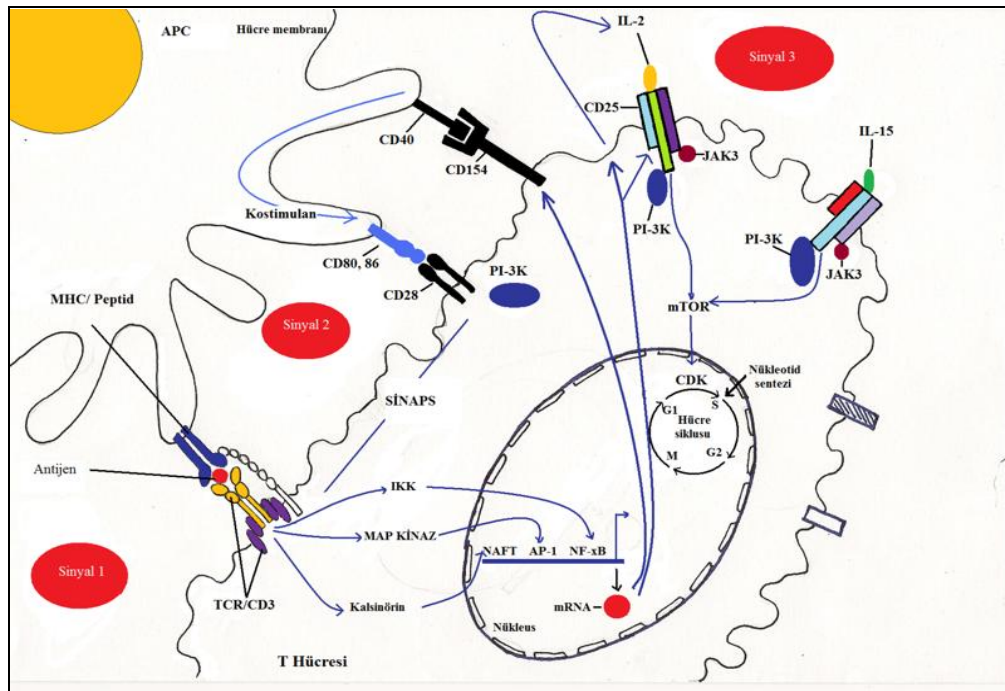 APC
Hücre membranı
IL-2
Sinyal 3
CD25
CD40
CD154
JAK3
IL-15
Kostimulan
CD80, 86
CD28
PI-3K
PI-3K
PI-3K
JAK3
MHC/ Peptid
Sinyal 2
mTOR
SİNAPS
CDK
Nükleotid
sentezi
G1
S
Hücre
siklusu
M
G2
Antijen
IKK
MAP KİNAZ
NAFT
AP-1
NF-xB
Sinyal 1
TCR/CD3
Kalsinörin
mRNA
Nükleus
T Hücresi